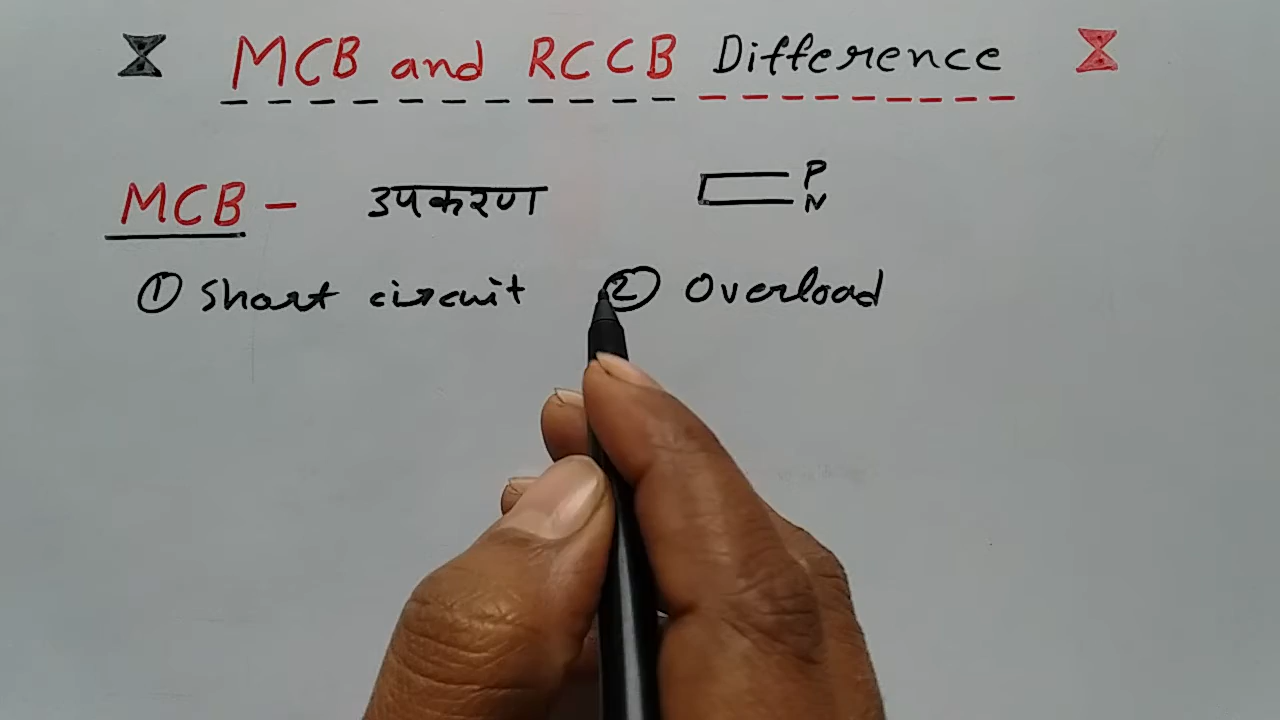 MCB and RCCB Difference
MCB - उपकरण P
N
① Short circuit ② Overload